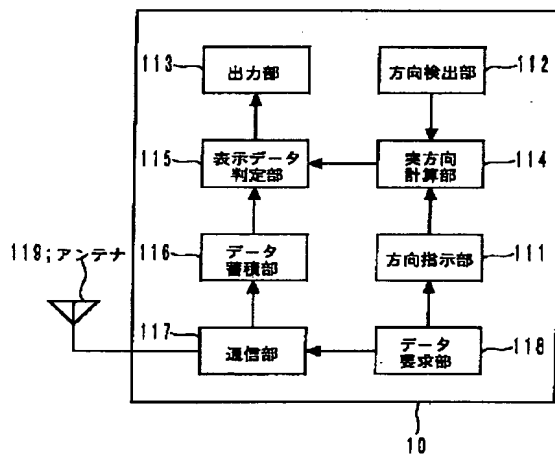 113
出力部
方向検出部
112
115
表示データ
判定部
実方向
計算部
114
119;アンテナ
116
データ
蓄積部
方向指示部
111
117
通信部
データ
要求部
118
10